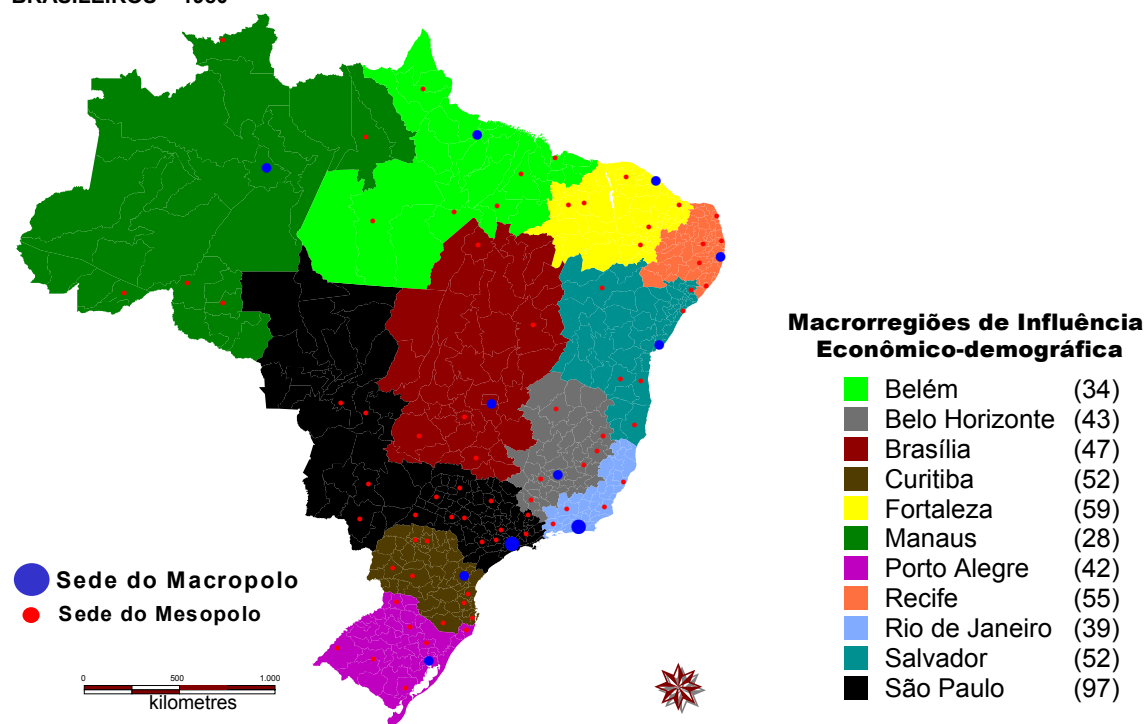 Macrorregiões de Influência
Econômico-demográfica
Belém (34)
Belo Horizonte (43)
Brasília (47)
Curitiba (52)
Fortaleza (59)
Manaus (28)
Porto Alegre (42)
Recife (55)
Rio de Janeiro (39)
Salvador (52)
São Paulo (97)
Sede do Macropolo
Sede do Mesopolo
0 500 1.000
kilometres